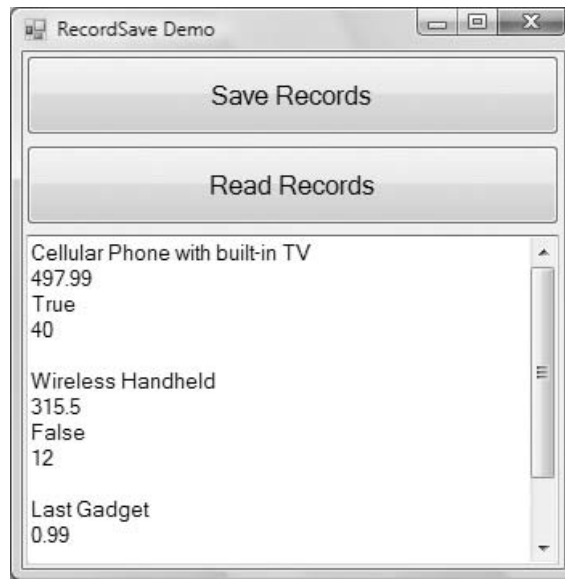 RecordSave Demo
Save Records
Read Records
Cellular Phone with built-in TV
497.99
True
40
Wireless Handheld
315.5
False
12
Last Gadget
0.99